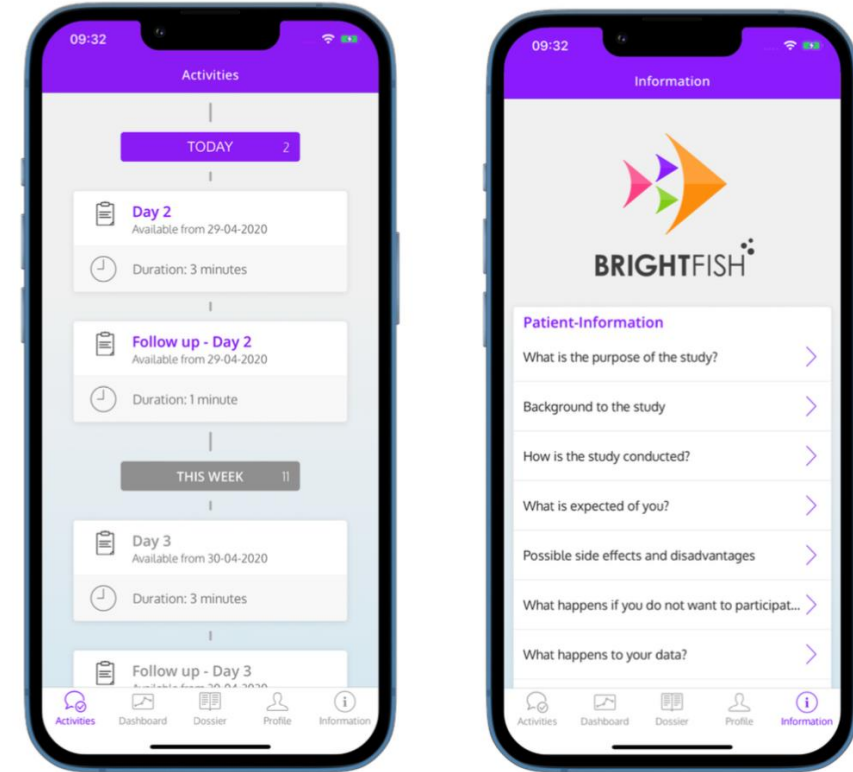 09:32
Activities
TODAY 2
Day 2
Available from 29-04-2020
Duration: 3 minutes
Follow up - Day 2
Available from 29-04-2020
Duration: 1 minute
THIS WEEK 11
Day 3
Available from 30-04-2020
Duration: 3 minutes
Follow up - Day 3
Activities Dashboard Dossier Profile Information
09:32
Information
BRIGHTFISH
Patient-Information
What is the purpose of the study?
Background to the study
How is the study conducted?
What is expected of you?
Possible side effects and disadvantages
What happens if you do not want to participat...
What happens to your data?
Activities Dashboard Dossier Profile Information